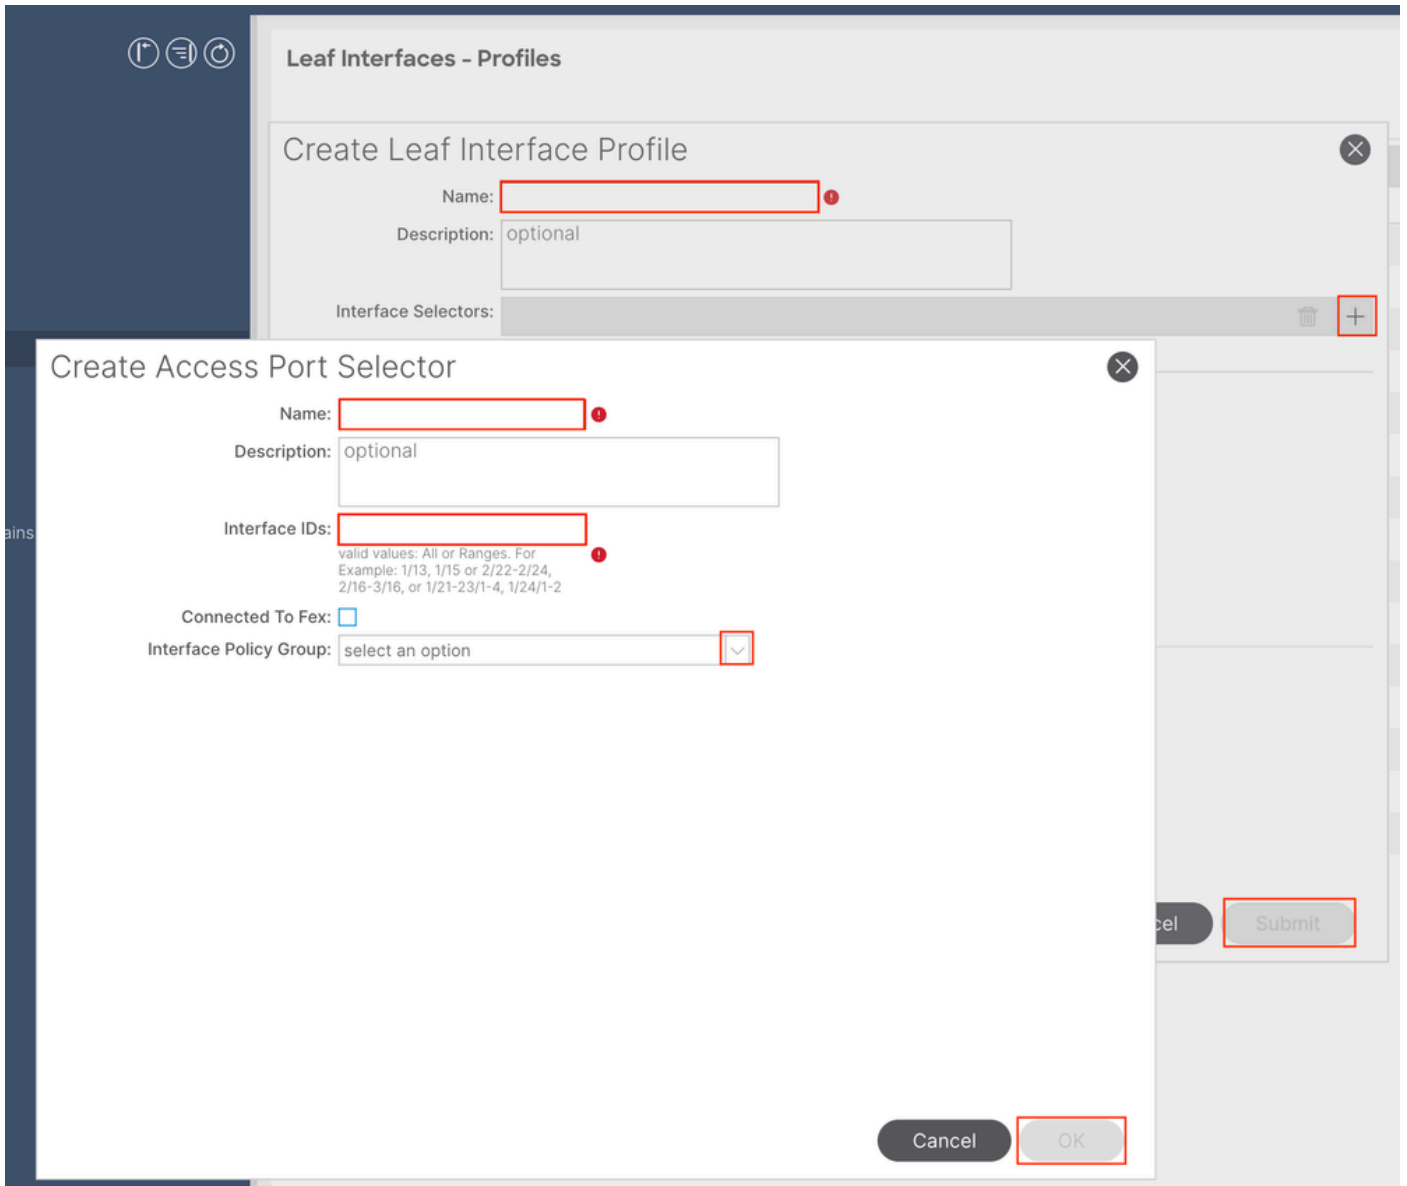 Leaf Interfaces - Profiles
Create Leaf Interface Profile
Name:
Description: optional
Interface Selectors:
Create Access Port Selector
Name:
Description: optional
Interface IDs:
valid values: All or Ranges. For
Example: 1/13, 1/15 or 2/22-2/24,
2/16-3/16, or 1/21-23/1-4, 1/24/1-2
ains
Connected To Fex:
Interface Policy Group: select an option
cel Submit
Cancel OK